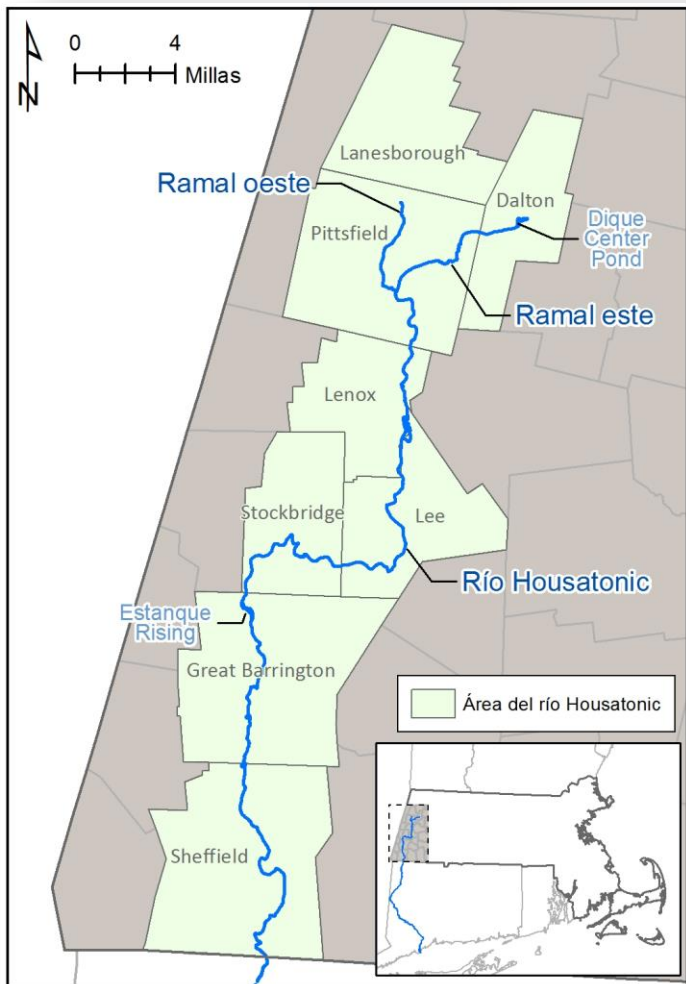 0 4
Millas
N
Lanesborough
Ramal oeste
Dalton
Pittsfield
Dique
Center
Pond
Ramal este
Lenox
Stockbridge
Lee
Río Housatonic
Estanque
Rising
Great Barrington
Área del río Housatonic
Sheffield